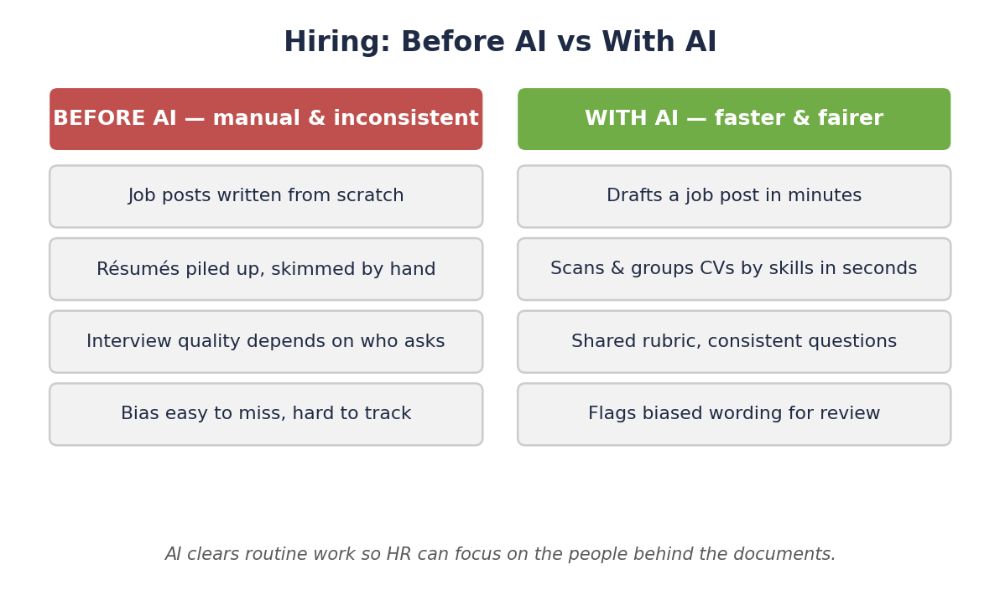 Hiring: Before AI vs With AI
BEFORE AI — manual & inconsistent
WITH AI — faster & fairer
Job posts written from scratch
Drafts a job post in minutes
Résumés piled up, skimmed by hand
Scans & groups CVs by skills in seconds
Interview quality depends on who asks
Shared rubric, consistent questions
Bias easy to miss, hard to track
Flags biased wording for review
AI clears routine work so HR can focus on the people behind the documents.